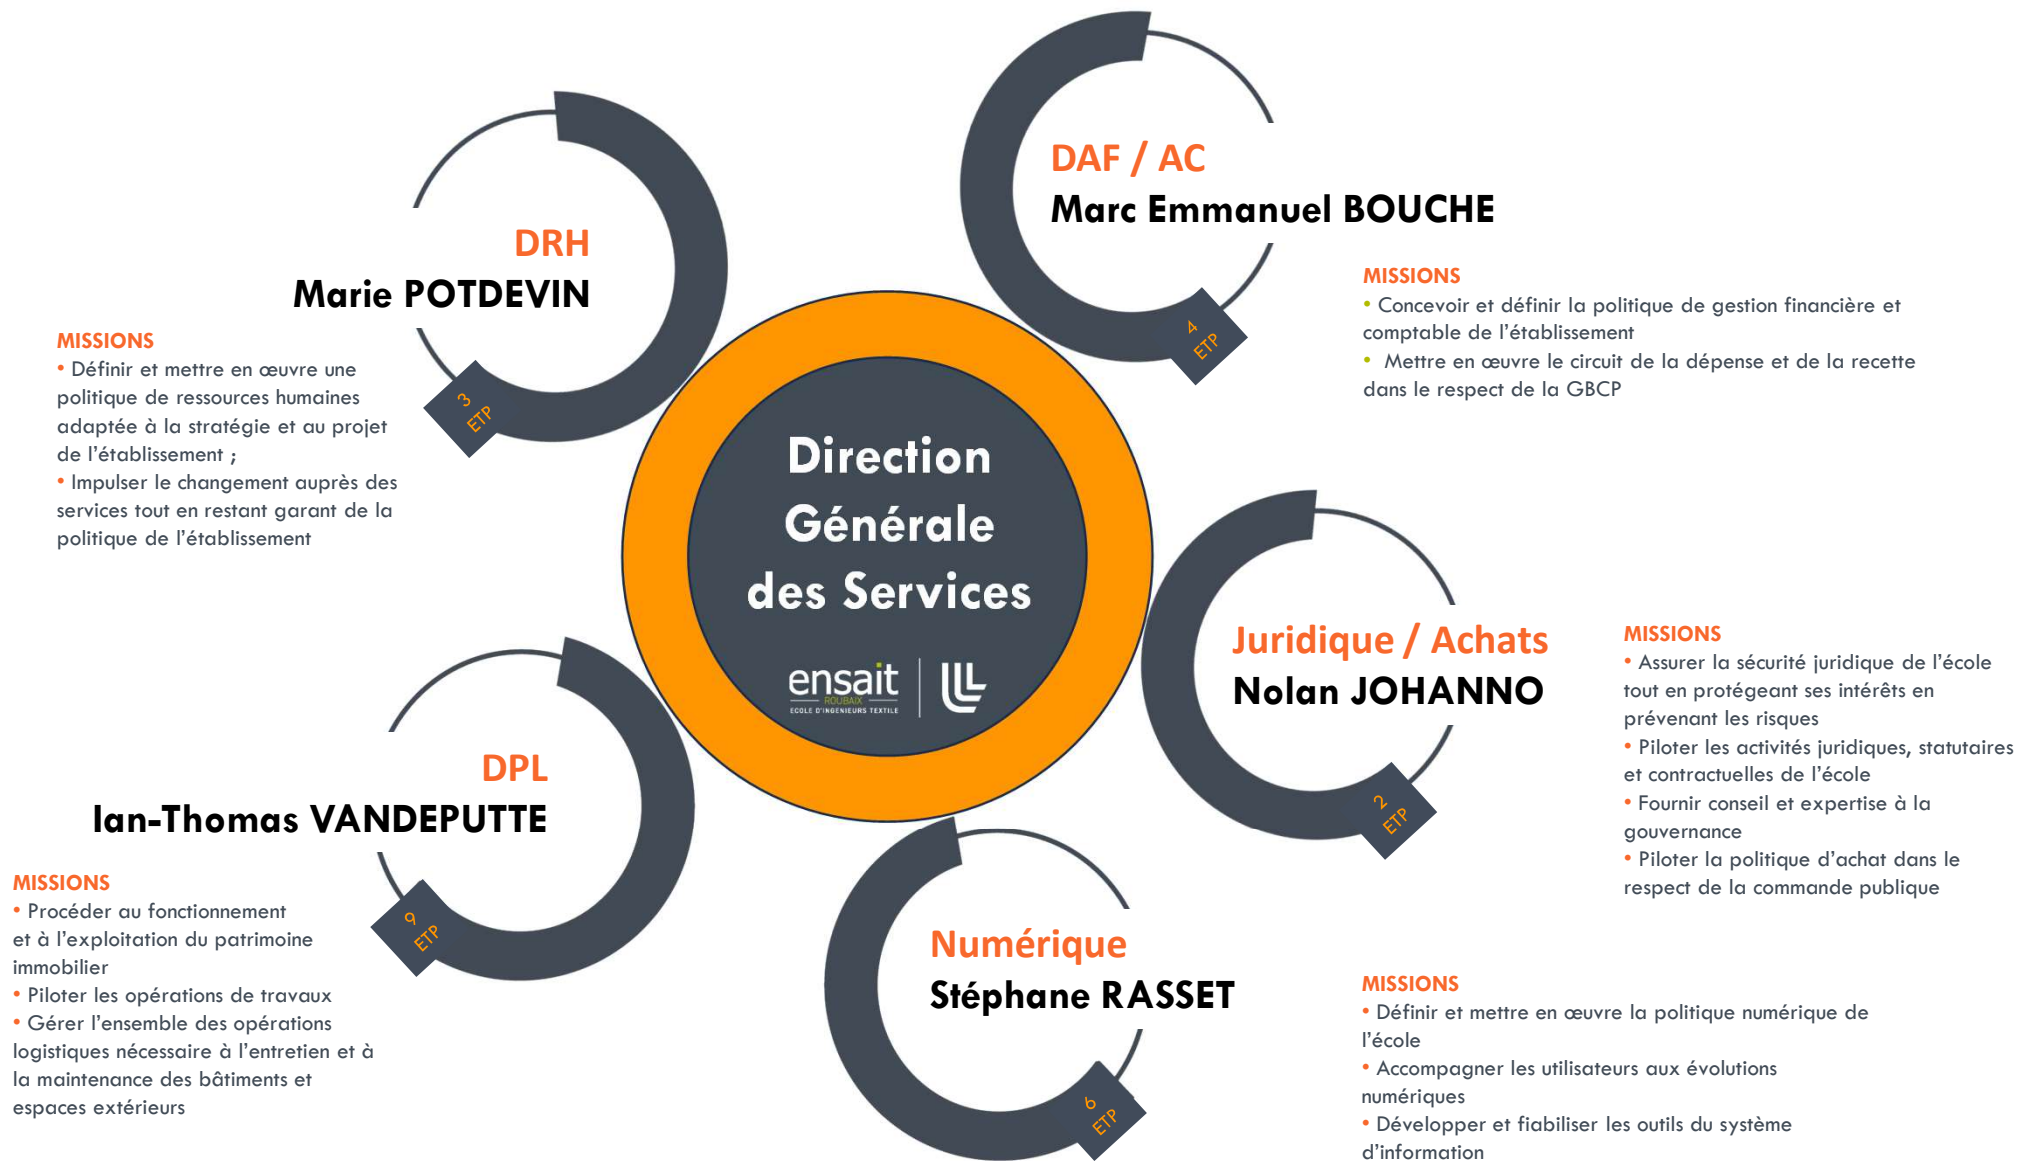 DRH
Marie POTDEVIN
3
ETP
MISSIONS
• Définir et mettre en œuvre une
politique de ressources humaines
adaptée à la stratégie et au projet
de l'établissement ;
• Impulser le changement auprès des
services tout en restant garant de la
politique de l'établissement
DAF / AC
Marc Emmanuel BOUCHE
4
ETP
MISSIONS
• Concevoir et définir la politique de gestion financière et
comptable de l'établissement
• Mettre en œuvre le circuit de la dépense et de la recette
dans le respect de la GBCP
Direction
Générale
des Services
ensait
ROUBAIX
ECOLE D'INGENIEURS TEXTILE
Juridique / Achats
Nolan JOHANNO
2
ETP
MISSIONS
• Assurer la sécurité juridique de l'école
tout en protégeant ses intérêts en
prévenant les risques
• Piloter les activités juridiques, statutaires
et contractuelles de l'école
• Fournir conseil et expertise à la
gouvernance
• Piloter la politique d'achat dans le
respect de la commande publique
DPL
Ian-Thomas VANDEPUTTE
9
ETP
MISSIONS
• Procéder au fonctionnement
et à l'exploitation du patrimoine
immobilier
• Piloter les opérations de travaux
• Gérer l'ensemble des opérations
logistiques nécessaire à l'entretien et à
la maintenance des bâtiments et
espaces extérieurs
Numérique
Stéphane RASSET
6
ETP
MISSIONS
• Définir et mettre en œuvre la politique numérique de
l'école
• Accompagner les utilisateurs aux évolutions
numériques
• Développer et fiabiliser les outils du système
d'information